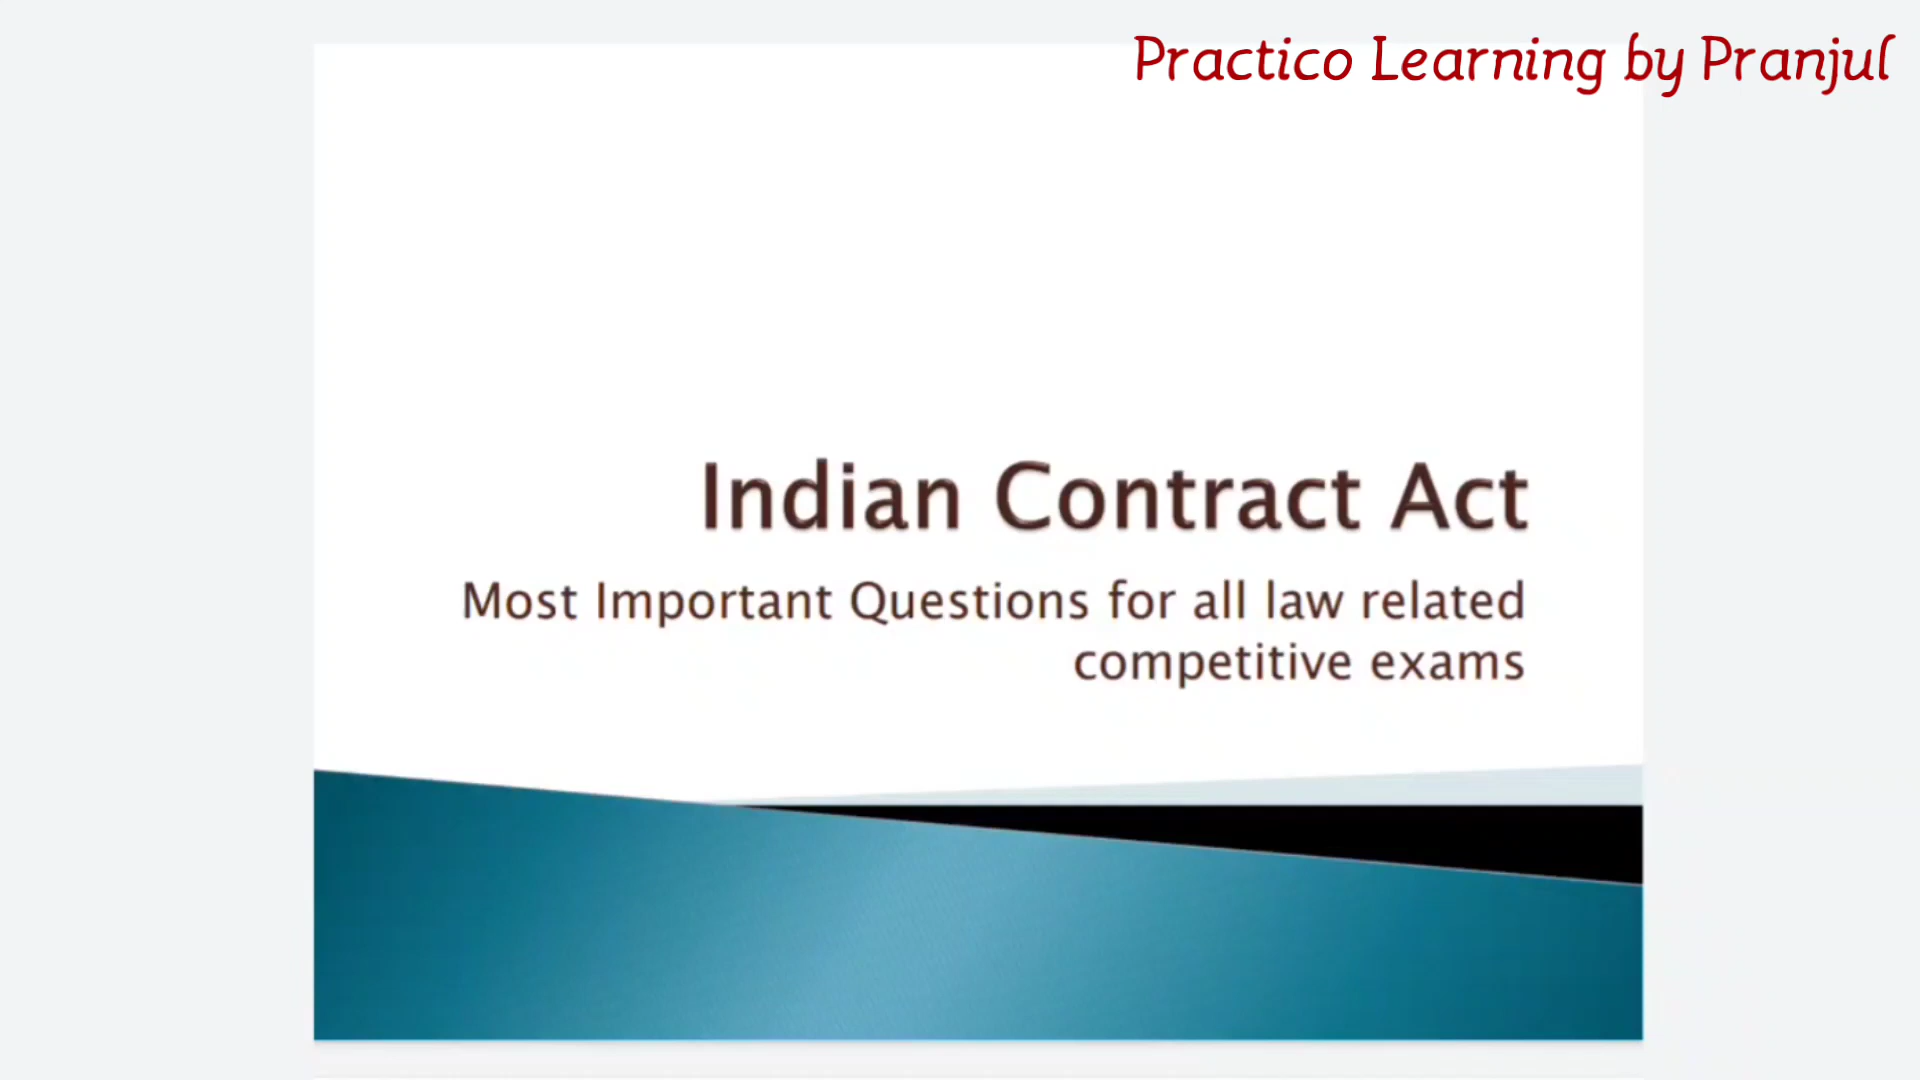 Practico Learning by Pranjul
Indian Contract Act
Most Important Questions for all law related
competitive exams